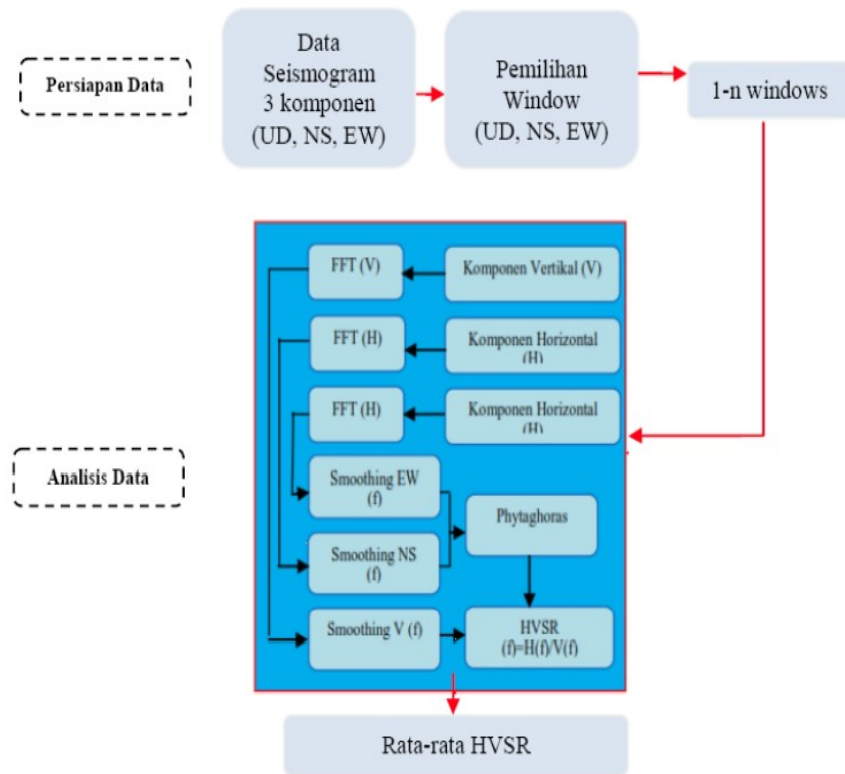 Persiapan Data
Data
Seismogram
3 komponen
(UD, NS, EW)
Pemilihan
Window
(UD, NS, EW)
1-n windows
Analisis Data
FFT (V)
Komponen Vertikal (V)
FFT (H)
Komponen Horizontal
(H)
FFT (H)
Komponen Horizontal
(H)
Smoothing EW
(f)
Phytaghoras
Smoothing NS
(f)
Smoothing V (f)
HVSR
(f)=H(f)/V(f)
Rata-rata HVSR